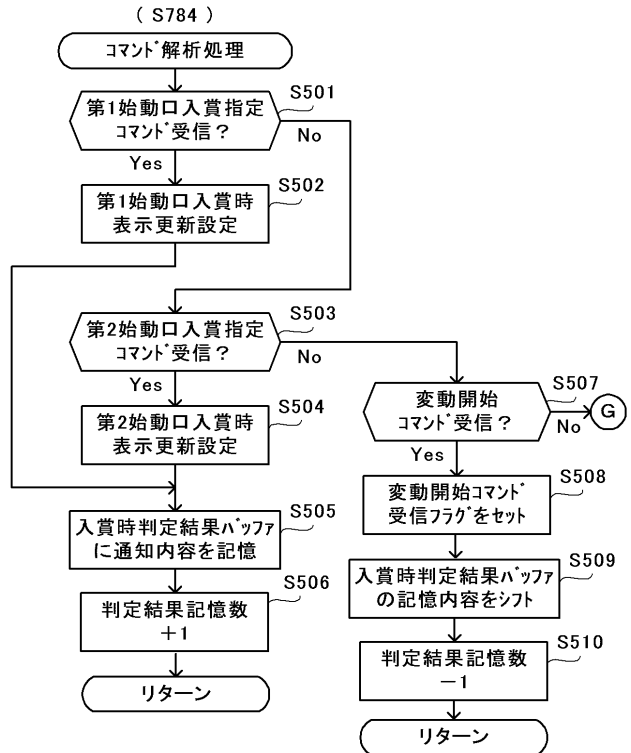 ( S784 )
コマンド解析処理
S501
第1始動口入賞指定
コマンド受信？
No
Yes
S502
第1始動口入賞時
表示更新設定
S503
第2始動口入賞指定
コマンド受信？
No
Yes
S504
第2始動口入賞時
表示更新設定
S505
入賞時判定結果バッファ
に通知内容を記憶
S506
判定結果記憶数
＋1
リターン
S507
変動開始
コマンド受信？
No
G
Yes
S508
変動開始コマンド
受信フラグをセット
S509
入賞時判定結果バッファ
の記憶内容をシフト
S510
判定結果記憶数
－1
リターン